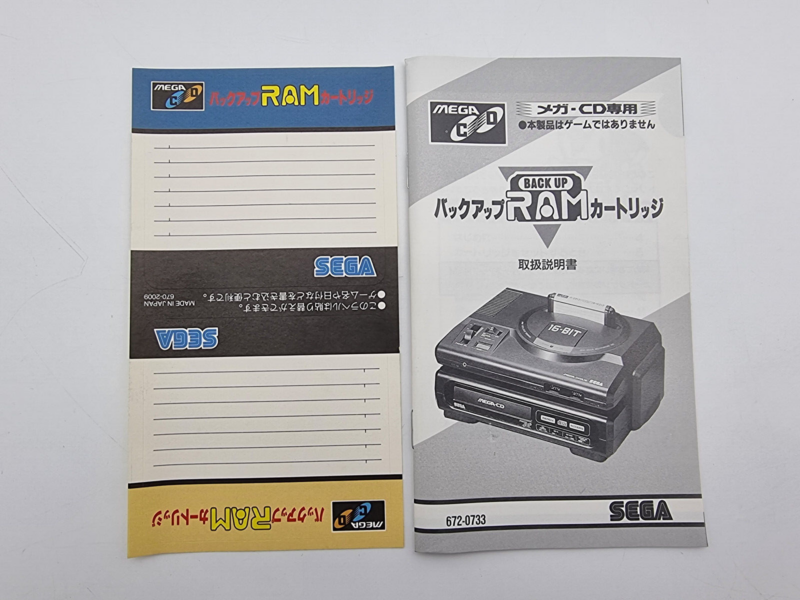 MEGA CD
バックアップRAMカートリッジ
SEGA
●このラベルは貼り替えができます。
●ゲーム名や日付などを書き込むと便利です。
MADE IN JAPAN
670-2009
SEGA
バックアップRAMカートリッジ
MEGA CD
MEGA CD
メガ・CD専用
●本製品はゲームではありません
BACK UP
バックアップRAMカートリッジ
取扱説明書
16-BIT
SEGA
SEGA
MEGA-CD
672-0733
SEGA